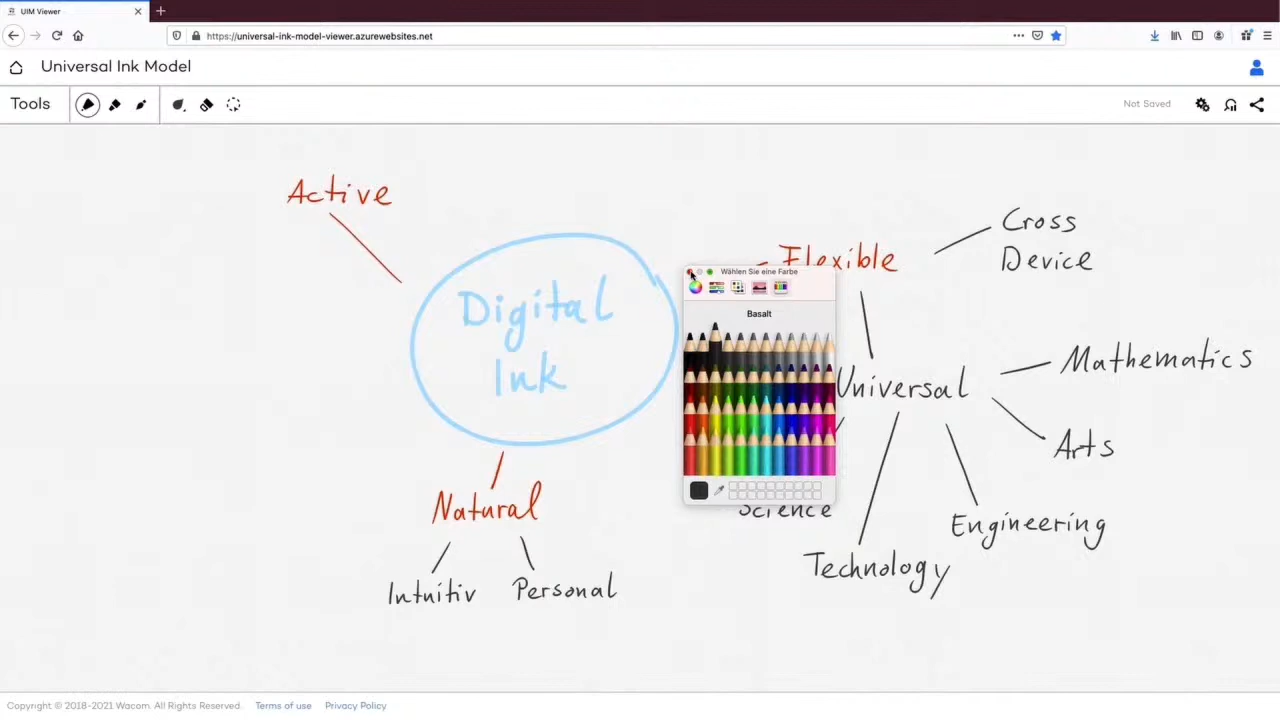 UIM Viewer
https://universal-ink-model-viewer.azurewebsites.net
Universal Ink Model
Tools
Not Saved
Active
Digital
Ink
Flexible
Cross
Device
Wählen Sie eine Farbe
Basalt
Universal
Mathematics
Arts
Engineering
Technology
Science
Natural
Intuitiv
Personal
Copyright © 2018-2021 Wacom. All Rights Reserved.
Terms of use
Privacy Policy